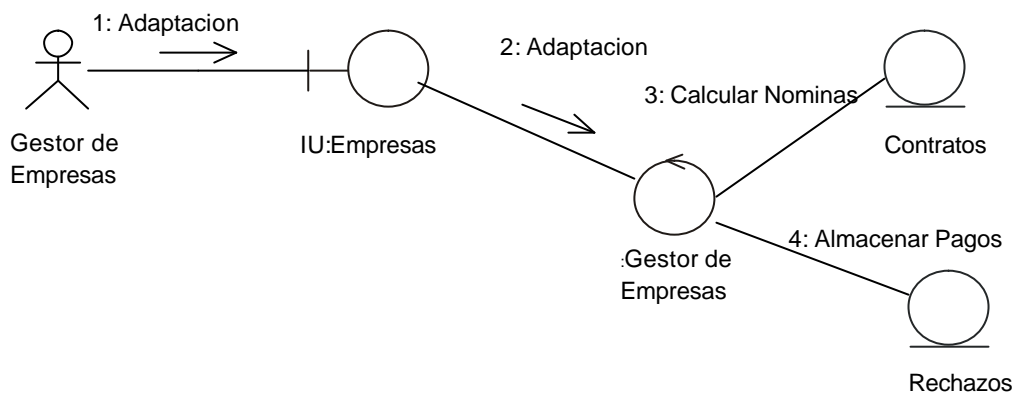 1: Adaptacion
2: Adaptacion
3: Calcular Nominas
Gestor de
Empresas
IU:Empresas
Contratos
4: Almacenar Pagos
:Gestor de
Empresas
Rechazos